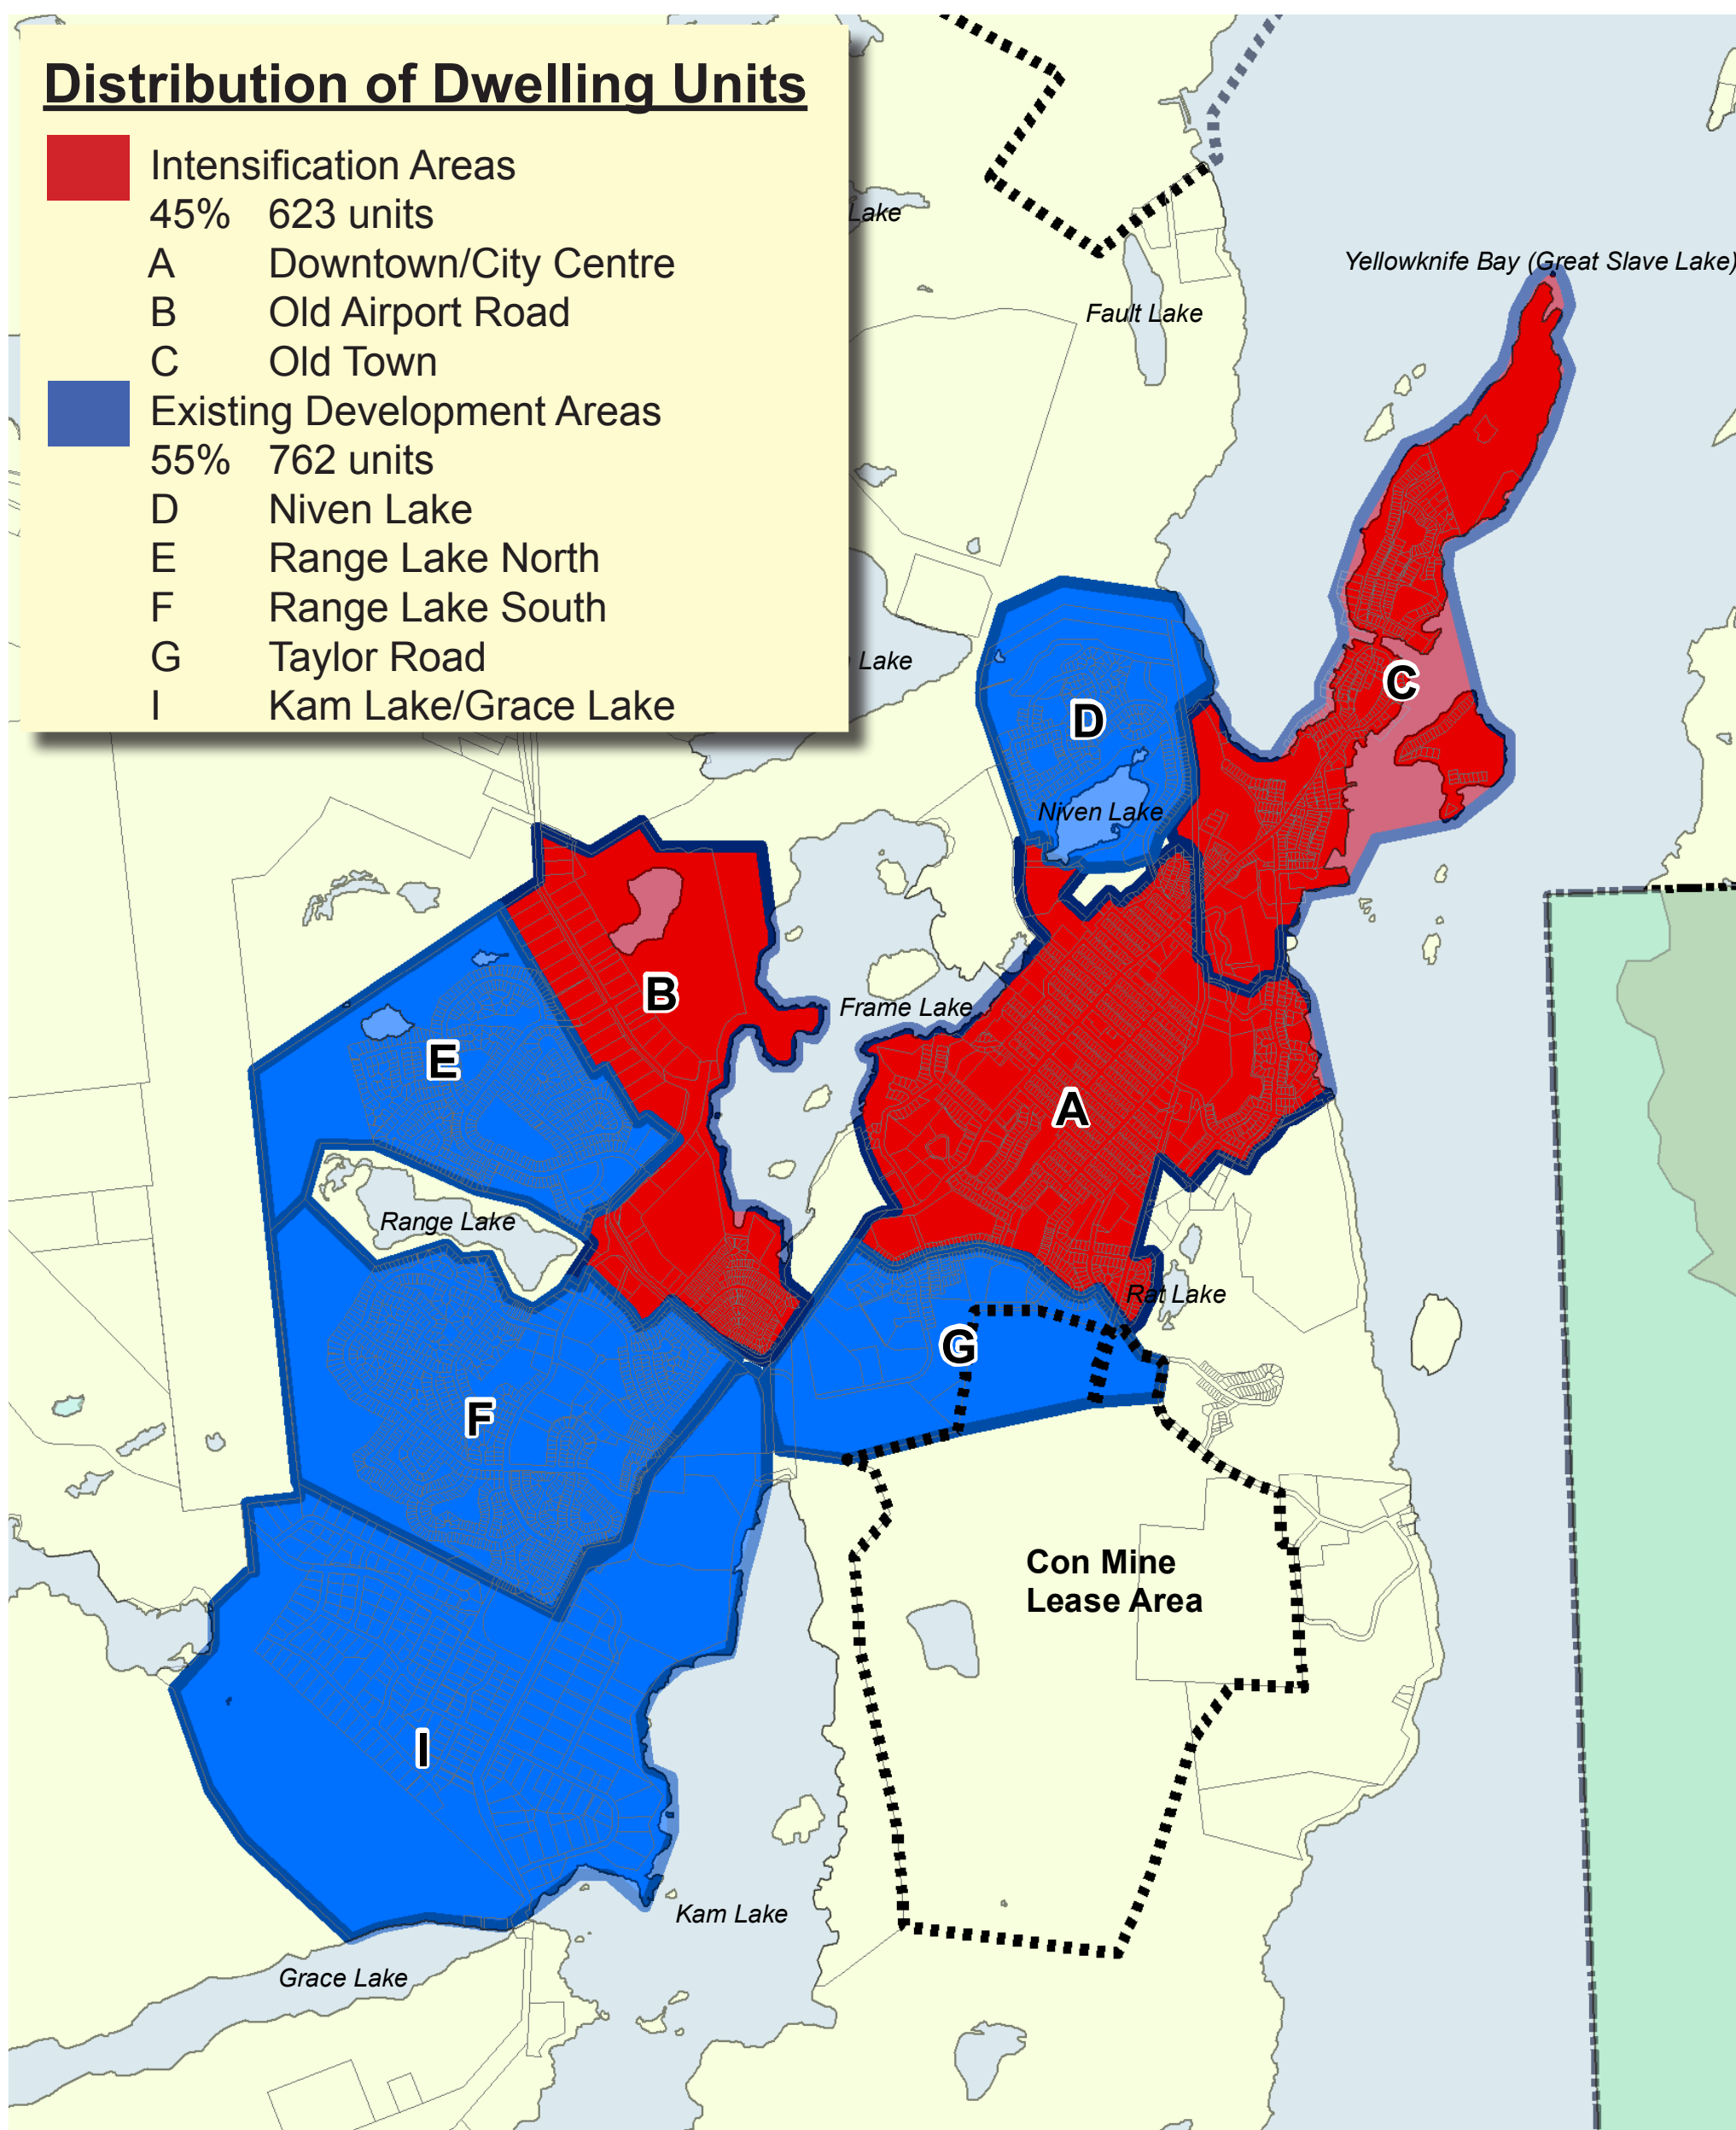 Distribution of Dwelling Units
Intensification Areas
45% 623 units
A Downtown/City Centre
B Old Airport Road
C Old Town
Existing Development Areas
55% 762 units
D Niven Lake
E Range Lake North
F Range Lake South
G Taylor Road
I Kam Lake/Grace Lake
Lake
Yellowknife Bay (Great Slave Lake)
Fault Lake
Lake
C
D
Niven Lake
B
Frame Lake
E
A
Range Lake
Rat Lake
G
F
Con Mine
Lease Area
I
Kam Lake
Grace Lake